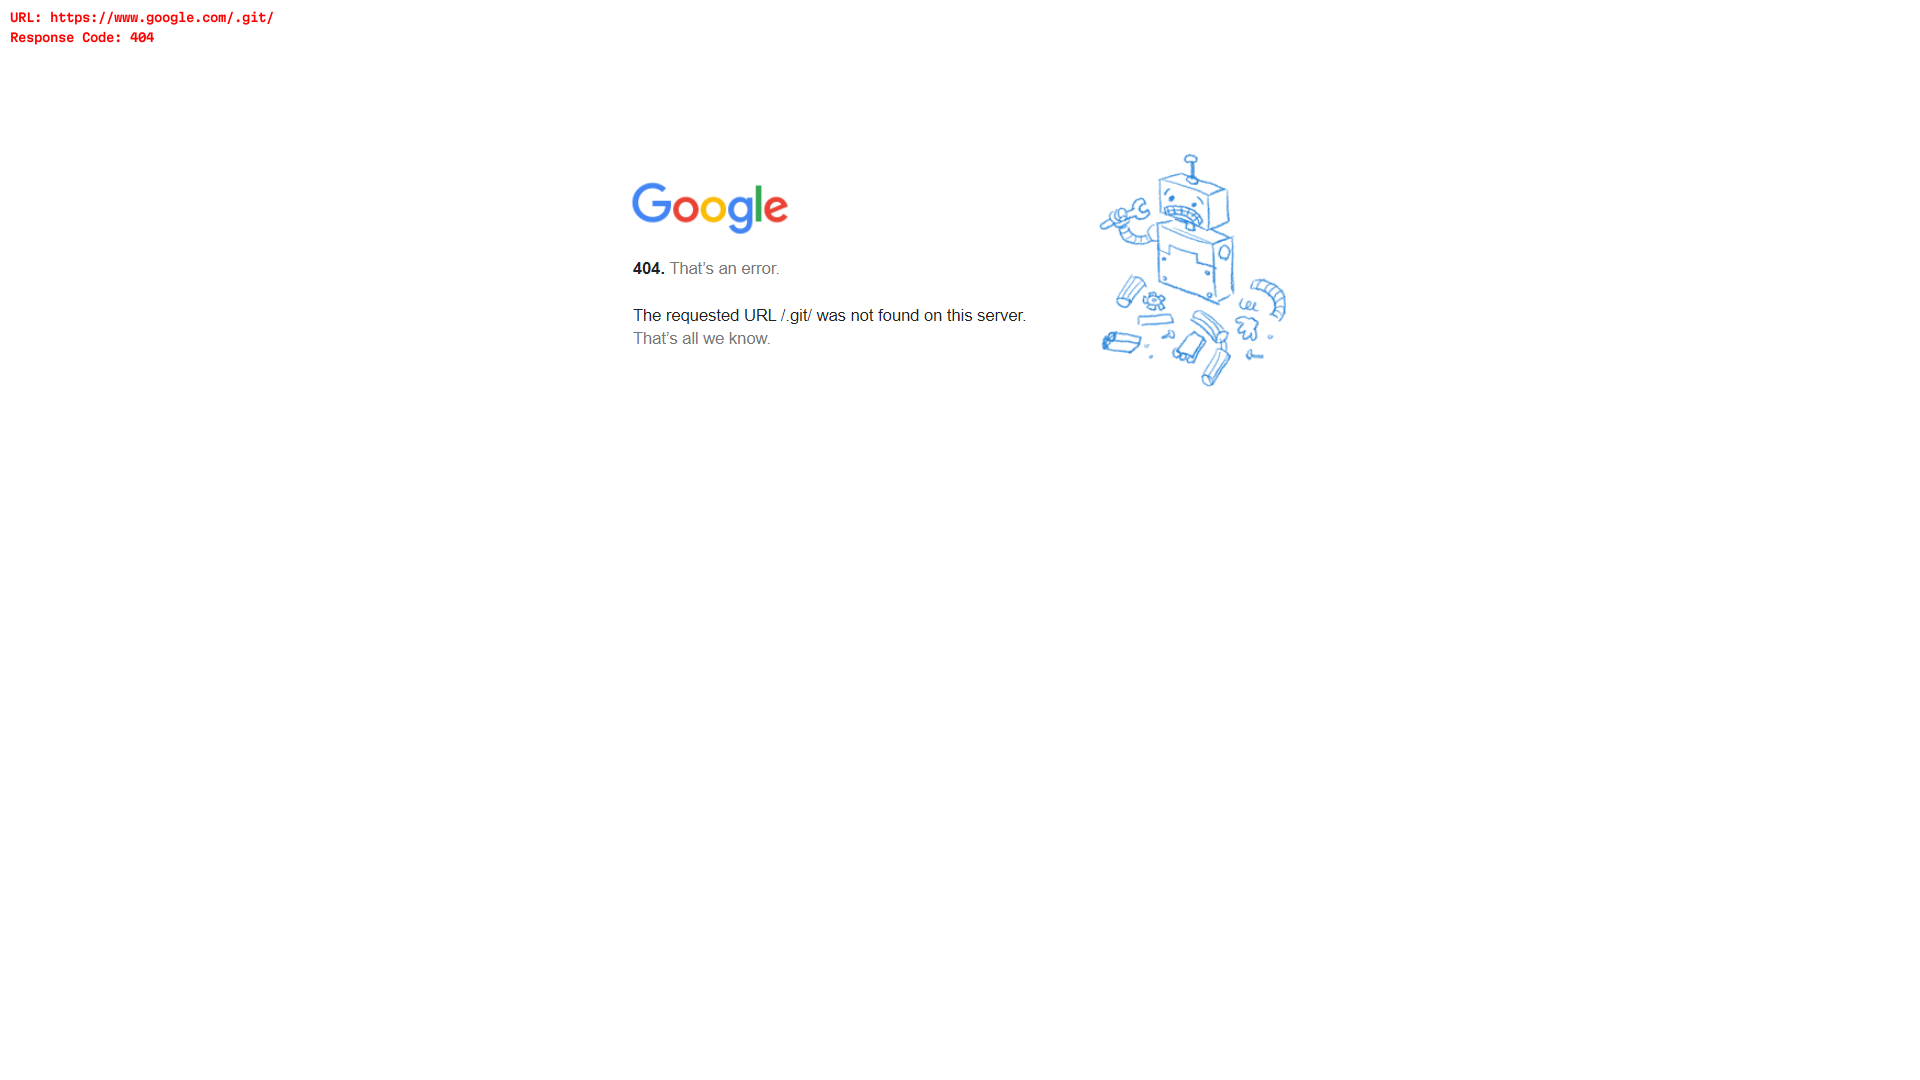 URL: https://www.google.com/.git/
Response Code: 404
Google
404. That’s an error.
The requested URL /.git/ was not found on this server.
That’s all we know.